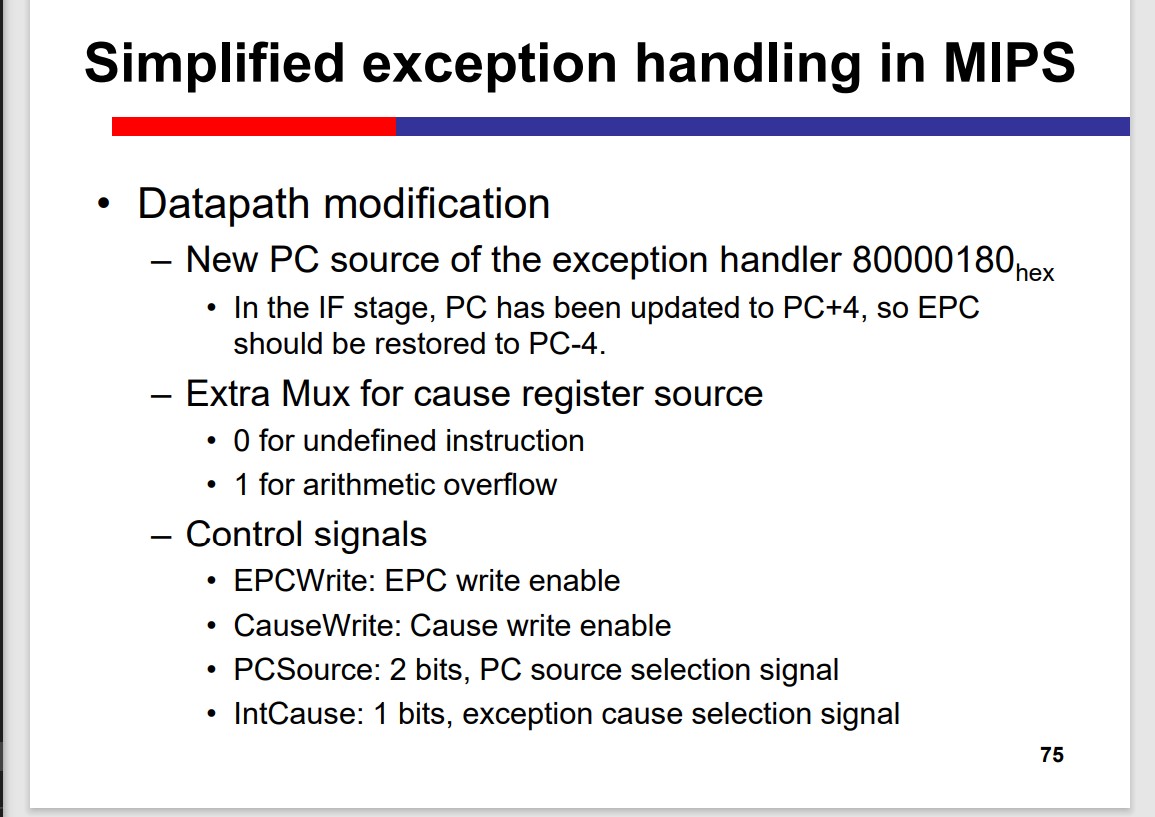 Simplified exception handling in MIPS
• Datapath modification
– New PC source of the exception handler 80000180hex
• In the IF stage, PC has been updated to PC+4, so EPC
should be restored to PC-4.
– Extra Mux for cause register source
• 0 for undefined instruction
• 1 for arithmetic overflow
– Control signals
• EPCWrite: EPC write enable
• CauseWrite: Cause write enable
• PCSource: 2 bits, PC source selection signal
• IntCause: 1 bits, exception cause selection signal
75